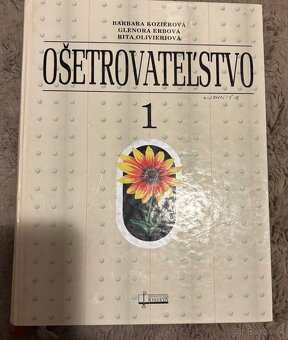 BARBARA KOZIEROVÁ
GLENORA ERBOVÁ
RITA OLIVIERIOVÁ
OŠETROVATEĽSTVO
1